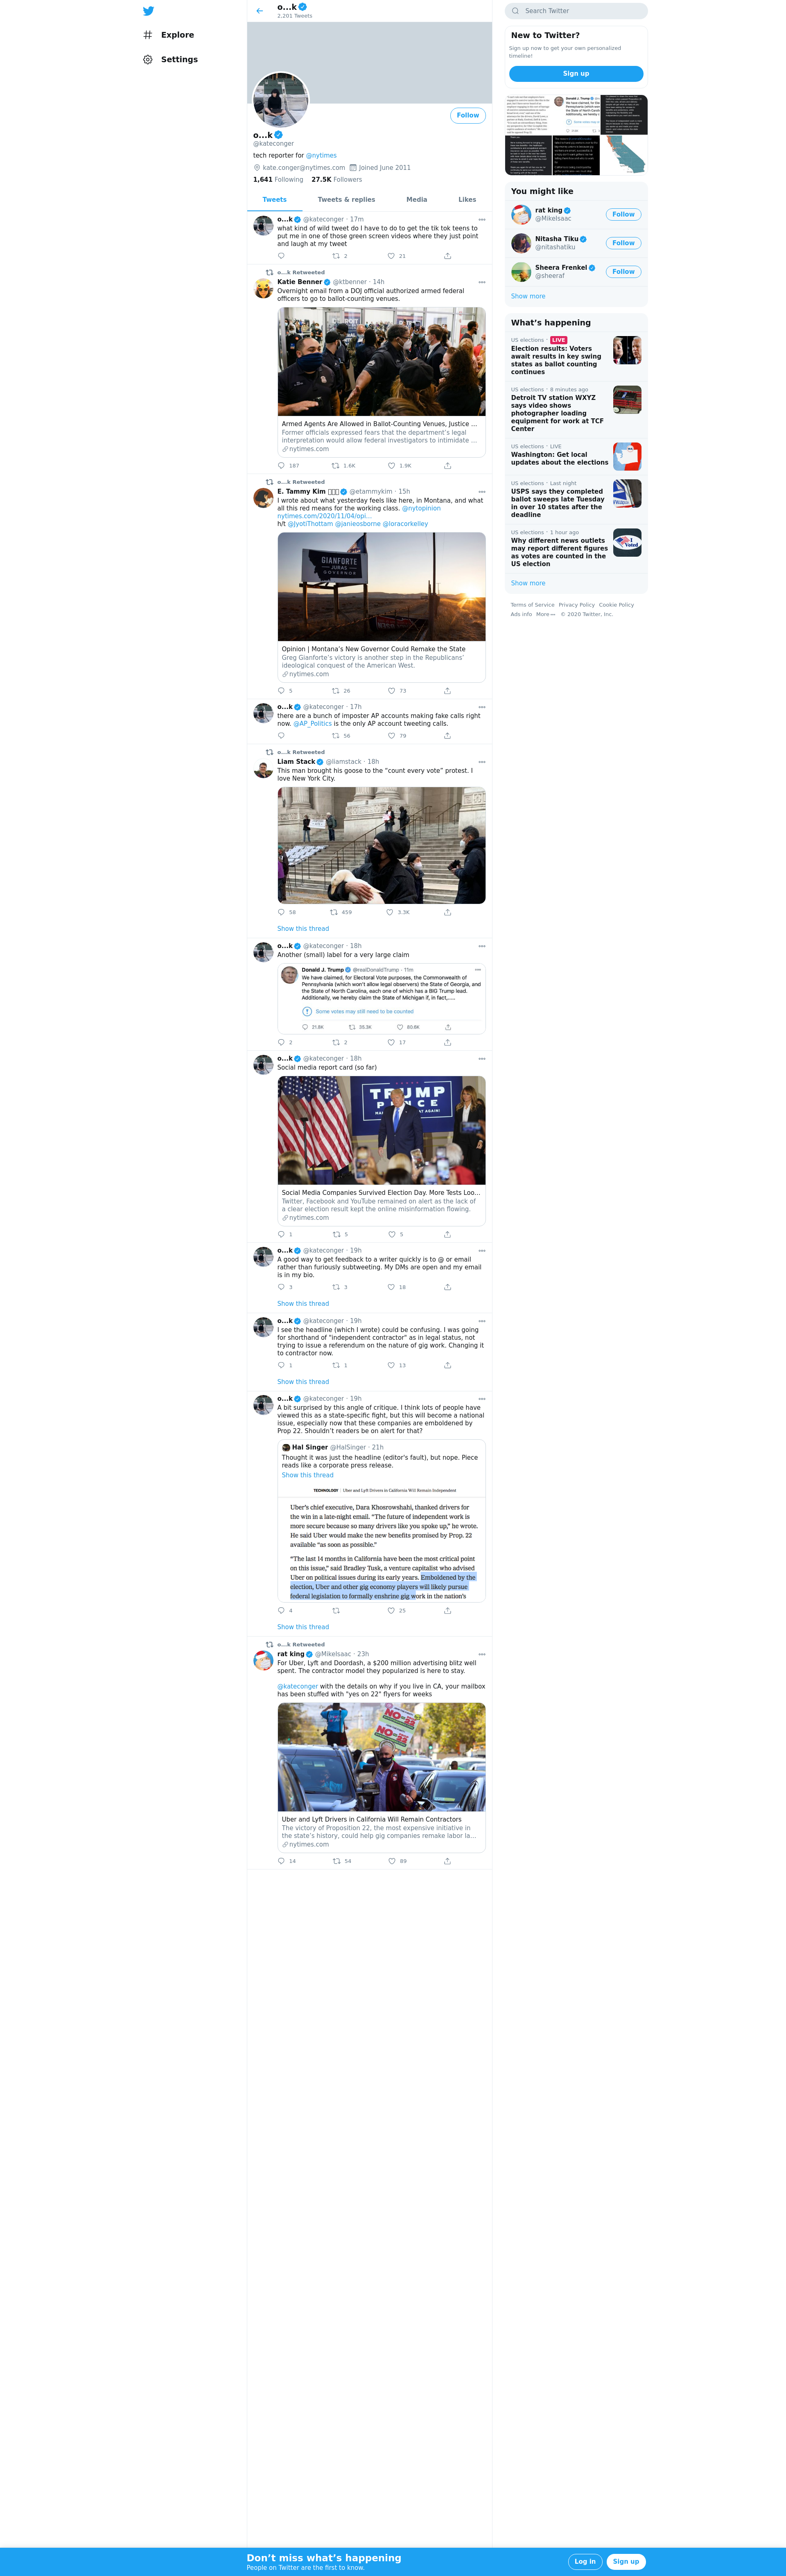 o...k
2,201 Tweets
Explore
Settings
Follow
o...k
@kateconger
tech reporter for @nytimes
kate.conger@nytimes.com Joined June 2011
1,641 Following 27.5K Followers
Tweets Tweets & replies Media Likes
o...k @kateconger · 17m
what kind of wild tweet do I have to do to get the tik tok teens to
put me in one of those green screen videos where they just point
and laugh at my tweet
2 21
o...k Retweeted
Katie Benner @ktbenner · 14h
Overnight email from a DOJ official authorized armed federal
officers to go to ballot-counting venues.
Armed Agents Are Allowed in Ballot-Counting Venues, Justice ...
Former officials expressed fears that the department's legal
interpretation would allow federal investigators to intimidate ...
nytimes.com
187 1.6K 1.9K
o...k Retweeted
E. Tammy Kim @etammykim · 15h
I wrote about what yesterday feels like here, in Montana, and what
all this red means for the working class. @nytopinion
nytimes.com/2020/11/04/opi...
h/t @JyotiThottam @janieosborne @loracorkelley
GIANFORTE
JURAS
GOVERNOR
Opinion | Montana's New Governor Could Remake the State
Greg Gianforte's victory is another step in the Republicans'
ideological conquest of the American West.
nytimes.com
5 26 73
o...k @kateconger · 17h
there are a bunch of imposter AP accounts making fake calls right
now. @AP_Politics is the only AP account tweeting calls.
56 79
o...k Retweeted
Liam Stack @liamstack · 18h
This man brought his goose to the "count every vote" protest. I
love New York City.
58 459 3.3K
Show this thread
o...k @kateconger · 18h
Another (small) label for a very large claim
Donald J. Trump @realDonaldTrump · 11m
We have claimed, for Electoral Vote purposes, the Commonwealth of
Pennsylvania (which won't allow legal observers) the State of Georgia, and
the State of North Carolina, each one of which has a BIG Trump lead.
Additionally, we hereby claim the State of Michigan if, in fact,.....
Some votes may still need to be counted
31.8K 35.3K 80.8K
2 2 17
o...k @kateconger · 18h
Social media report card (so far)
TRUMP
PENCE
Social Media Companies Survived Election Day. More Tests Loo...
Twitter, Facebook and YouTube remained on alert as the lack of
a clear election result kept the online misinformation flowing.
nytimes.com
1 5 5
o...k @kateconger · 19h
A good way to get feedback to a writer quickly is to @ or email
rather than furiously subtweeting. My DMs are open and my email
is in my bio.
3 3 18
Show this thread
o...k @kateconger · 19h
I see the headline (which I wrote) could be confusing. I was going
for shorthand of "independent contractor" as in legal status, not
trying to issue a referendum on the nature of gig work. Changing it
to contractor now.
1 1 13
Show this thread
o...k @kateconger · 19h
A bit surprised by this angle of critique. I think lots of people have
viewed this as a state-specific fight, but this will become a national
issue, especially now that these companies are emboldened by
Prop 22. Shouldn't readers be on alert for that?
Hal Singer @HalSinger · 21h
Thought it was just the headline (editor's fault), but nope. Piece
reads like a corporate press release.
Show this thread
TECHNOLOGY | Uber and Lyft Drivers in California Will Remain Independent
Uber's chief executive, Dara Khosrowshahi, thanked drivers for
the win in a late-night email. "The future of independent work is
more secure because so many drivers like you spoke up," he wrote.
He said Uber would make the new benefits promised by Prop. 22
available "as soon as possible."
"The last 14 months in California have been the most critical point
on this issue," said Bradley Tusk, a venture capitalist who advised
Uber on political issues during its early years. Emboldened by the
election, Uber and other gig economy players will likely pursue
federal legislation to formally enshrine gig work in the nation's
4 25
Show this thread
o...k Retweeted
rat king @MikeIsaac · 23h
For Uber, Lyft and Doordash, a $200 million advertising blitz well
spent. The contractor model they popularized is here to stay.
@kateconger with the details on why if you live in CA, your mailbox
has been stuffed with "yes on 22" flyers for weeks
NO 22
Uber and Lyft Drivers in California Will Remain Contractors
The victory of Proposition 22, the most expensive initiative in
the state's history, could help gig companies remake labor la...
nytimes.com
14 54 89
Search Twitter
New to Twitter?
Sign up now to get your own personalized
timeline!
Sign up
You might like
rat king
@MikeIsaac
Follow
Nitasha Tiku
@nitashatiku
Follow
Sheera Frenkel
@sheeraf
Follow
Show more
What's happening
US elections · LIVE
Election results: Voters
await results in key swing
states as ballot counting
continues
US elections · 8 minutes ago
Detroit TV station WXYZ
says video shows
photographer loading
equipment for work at TCF
Center
US elections · LIVE
Washington: Get local
updates about the elections
US elections · Last night
USPS says they completed
ballot sweeps late Tuesday
in over 10 states after the
deadline
US elections · 1 hour ago
Why different news outlets
may report different figures
as votes are counted in the
US election
I Voted
Show more
Terms of Service Privacy Policy Cookie Policy
Ads info More © 2020 Twitter, Inc.
Don't miss what's happening
People on Twitter are the first to know.
Log in Sign up